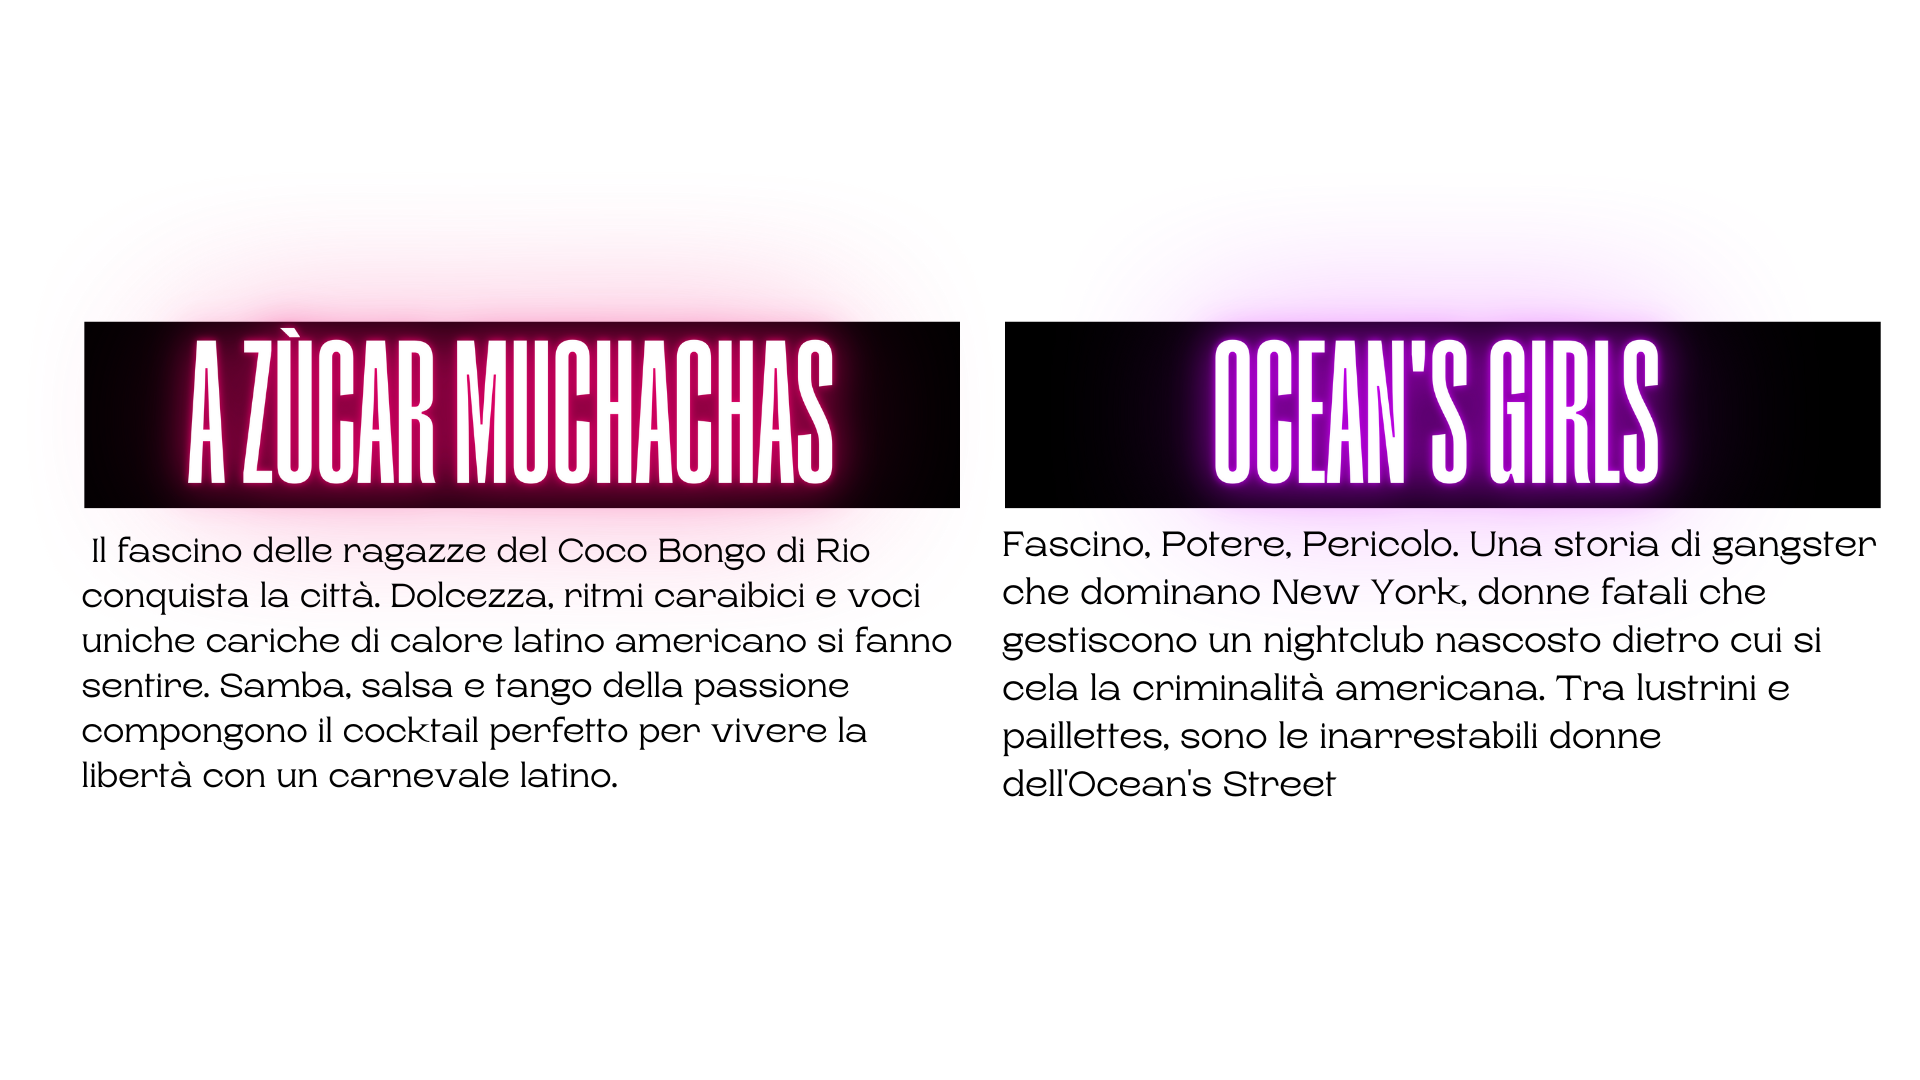 A ZÙCAR MUCHACHAS
Il fascino delle ragazze del Coco Bongo di Rio
conquista la città. Dolcezza, ritmi caraibici e voci
uniche cariche di calore latino americano si fanno
sentire. Samba, salsa e tango della passione
compongono il cocktail perfetto per vivere la
libertà con un carnevale latino.
OCEAN'S GIRLS
Fascino, Potere, Pericolo. Una storia di gangster
che dominano New York, donne fatali che
gestiscono un nightclub nascosto dietro cui si
cela la criminalità americana. Tra lustrini e
paillettes, sono le inarrestabili donne
dell'Ocean's Street